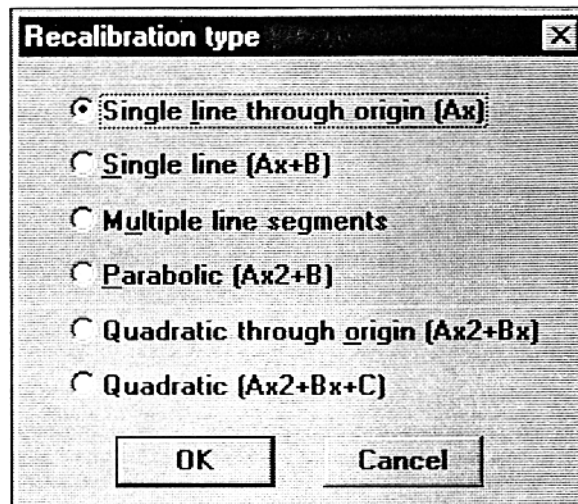 Recalibration type
Single line through origin (Ax)
Single line (Ax+B)
Multiple line segments
Parabolic (Ax2+B)
Quadratic through origin (Ax2+Bx)
Quadratic (Ax2+Bx+C)
OK
Cancel